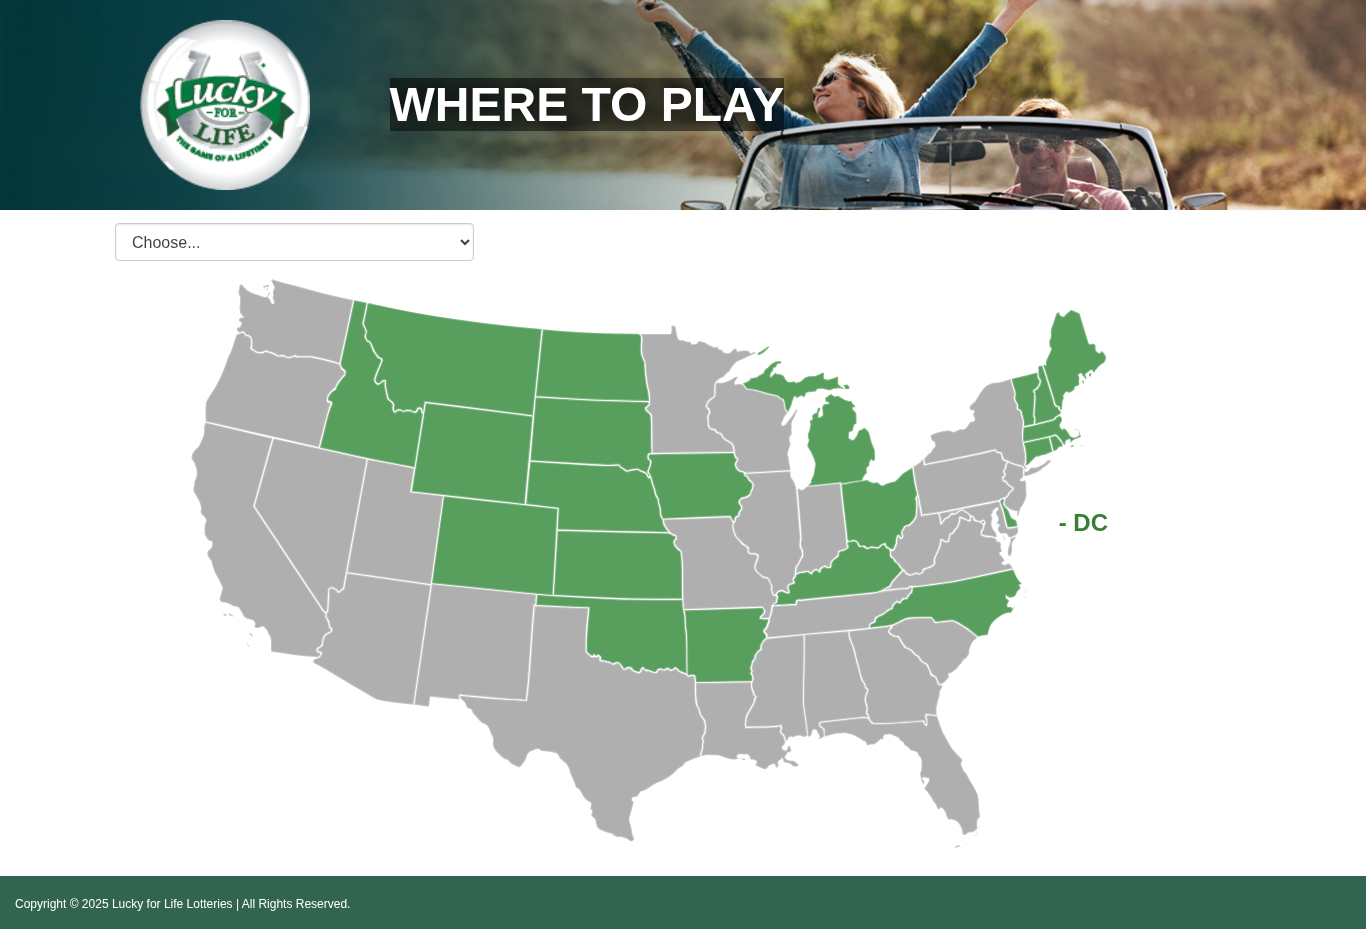 Lucky
FOR
LIFE
THE GAME OF A LIFETIME
WHERE TO PLAY
Choose...
- DC
Copyright © 2025 Lucky for Life Lotteries | All Rights Reserved.